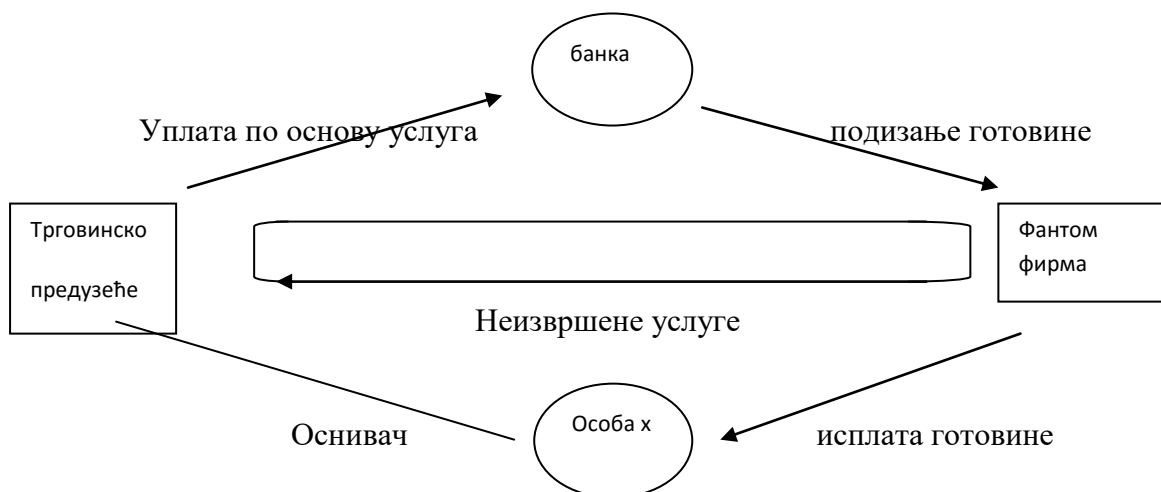 банка
Уплата по основу услуга
подизање готовине
Трговинско
предузеће
Фантом
фирма
Неизвршене услуге
Особа х
Оснивач
исплата готовине